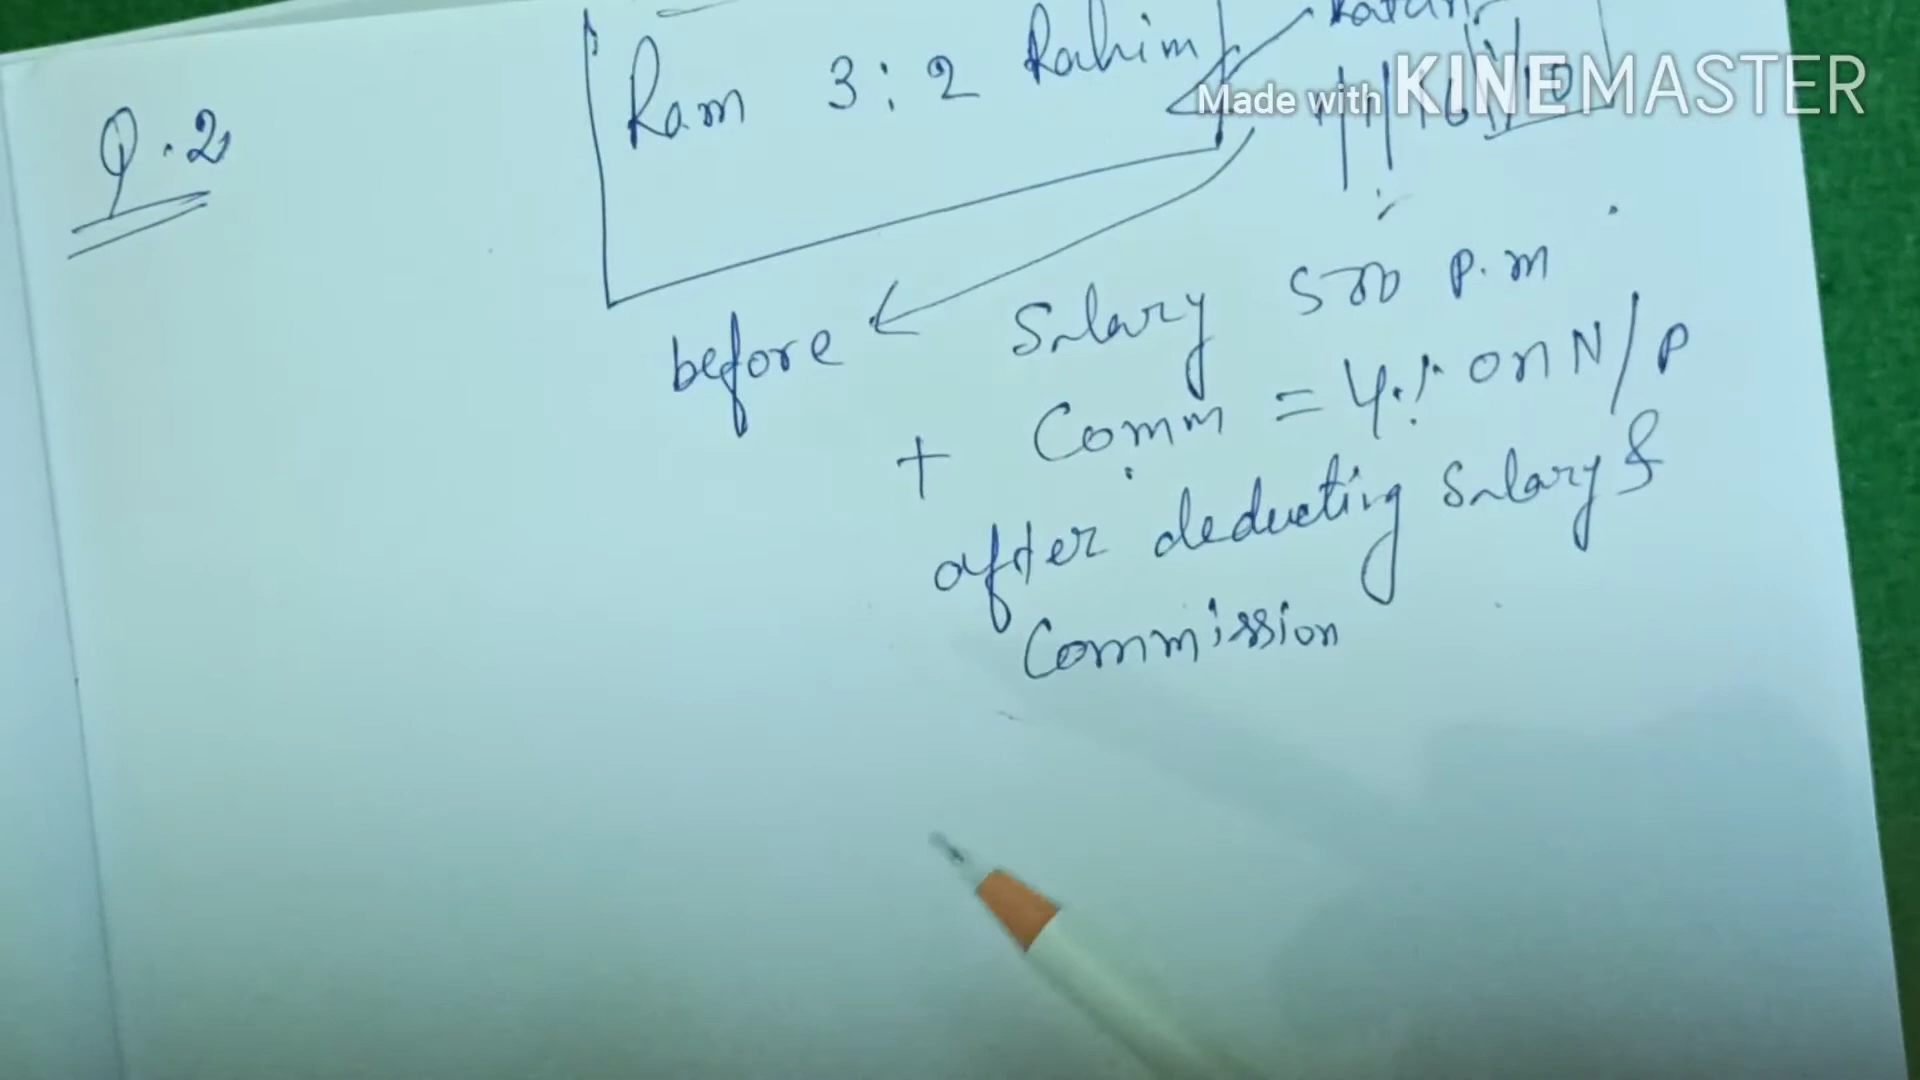 Q.2
Ram 3:2 Rahim
Made with KINEMASTER
before
Salary 500 p.m
+ Comm = 4% on N/P
after deducting Salary &
Commission